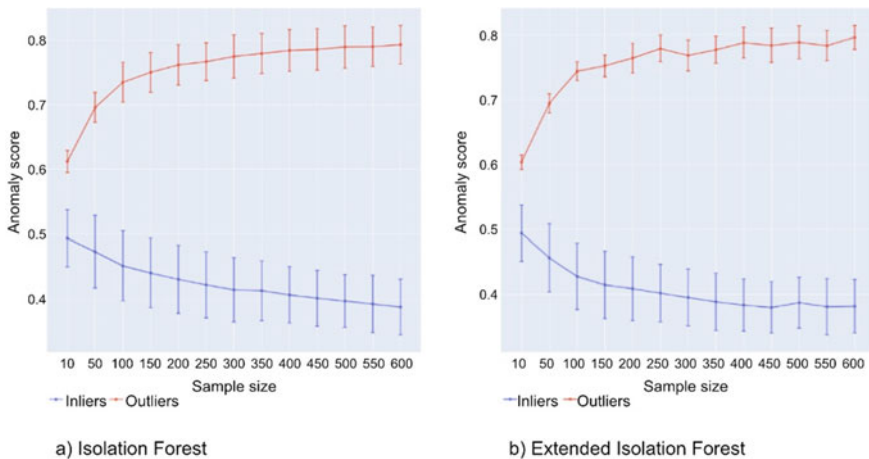 0.8
0.7
0.6
0.5
0.4
Anomaly score
10 50 100 150 200 250 300 350 400 450 500 550 600
Sample size
Inliers Outliers
a) Isolation Forest
0.8
0.7
0.6
0.5
0.4
Anomaly score
10 50 100 150 200 250 300 350 400 450 500 550 600
Sample size
Inliers Outliers
b) Extended Isolation Forest